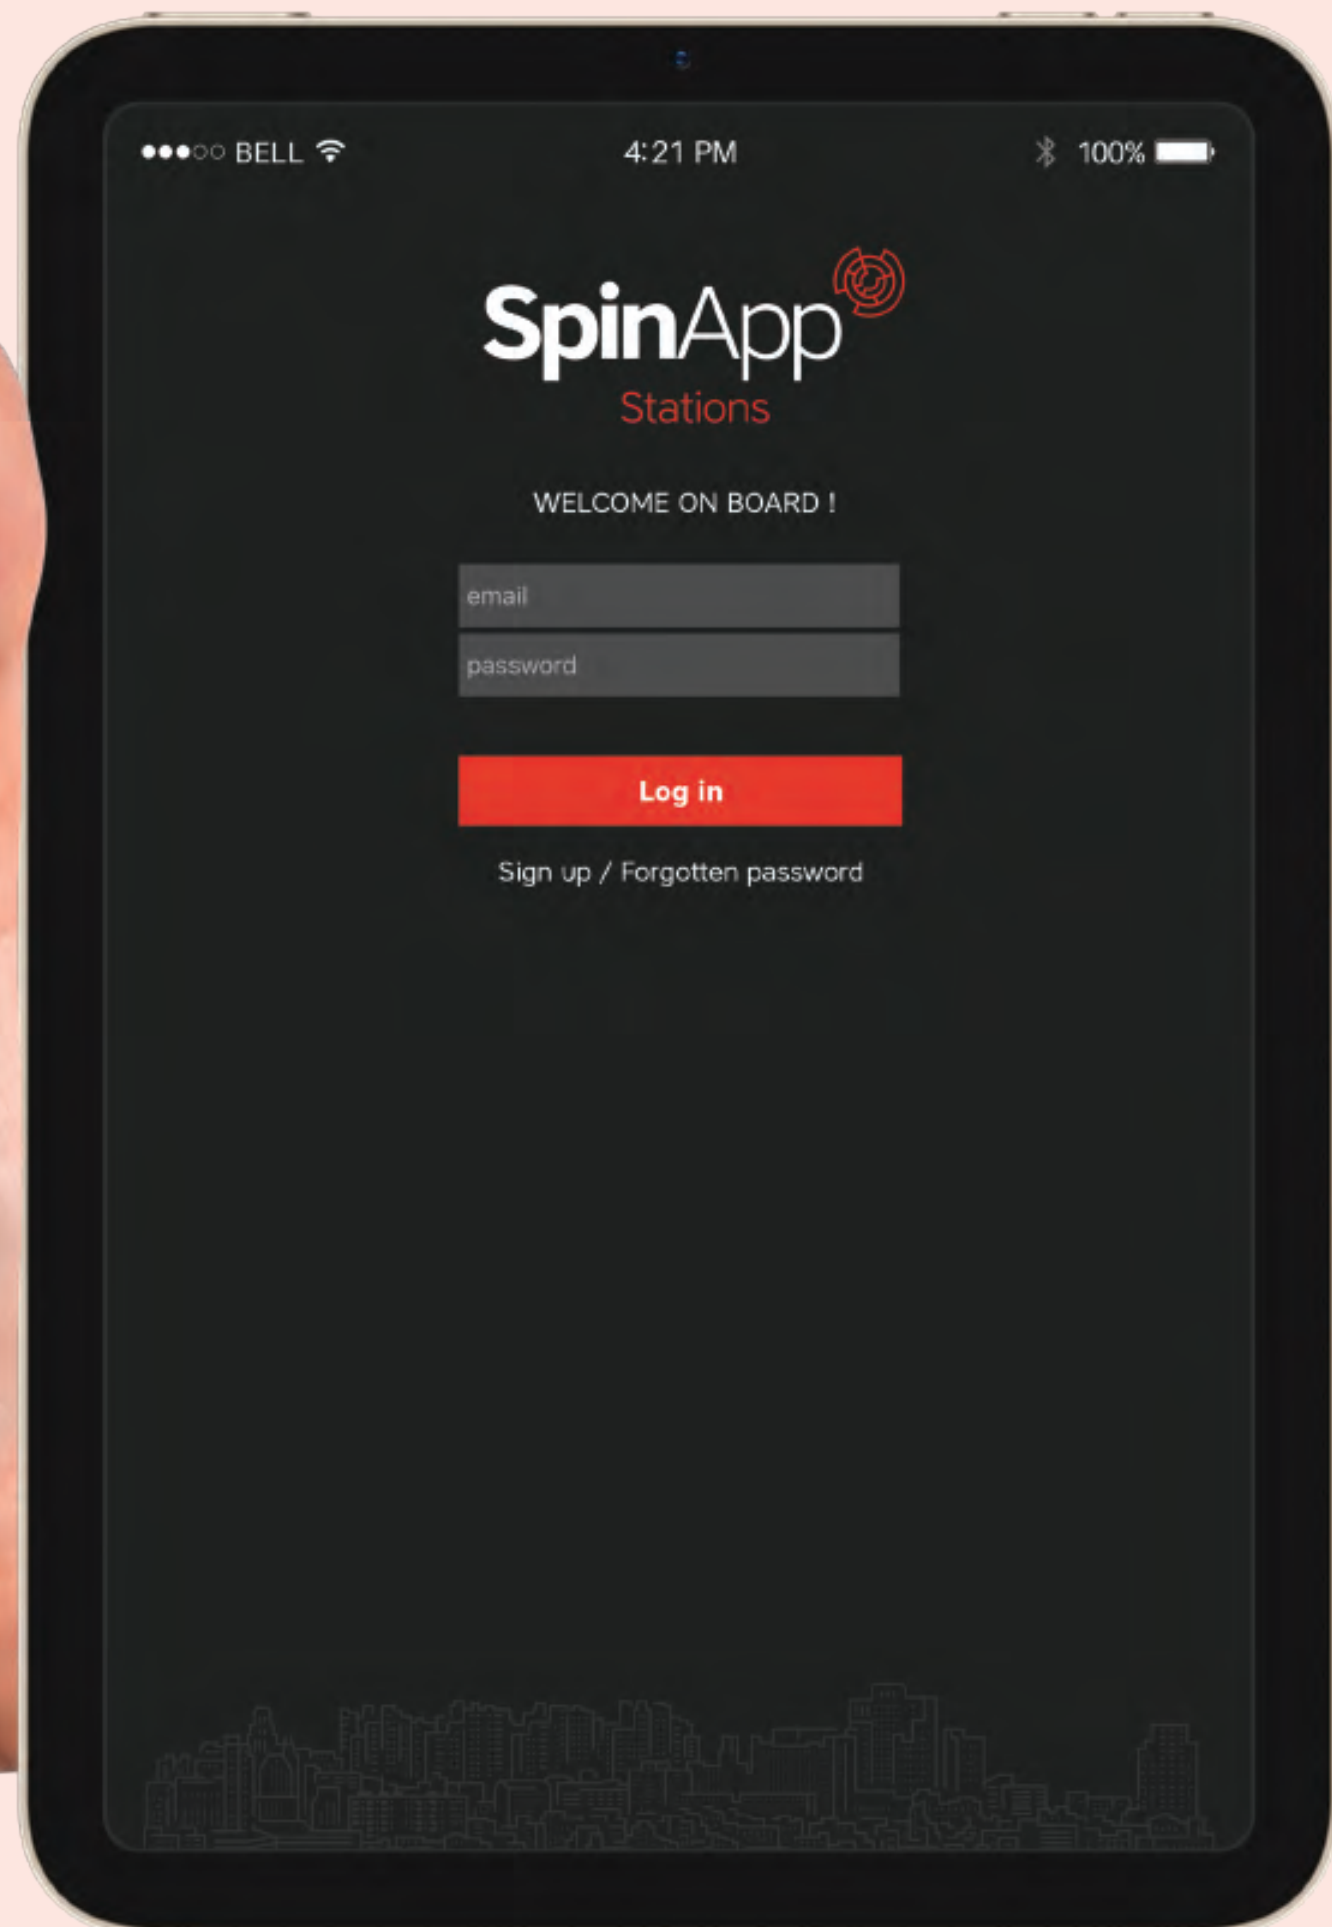 BELL 4:21 PM 100%
SpinApp
Stations
WELCOME ON BOARD !
email
password
Log in
Sign up / Forgotten password